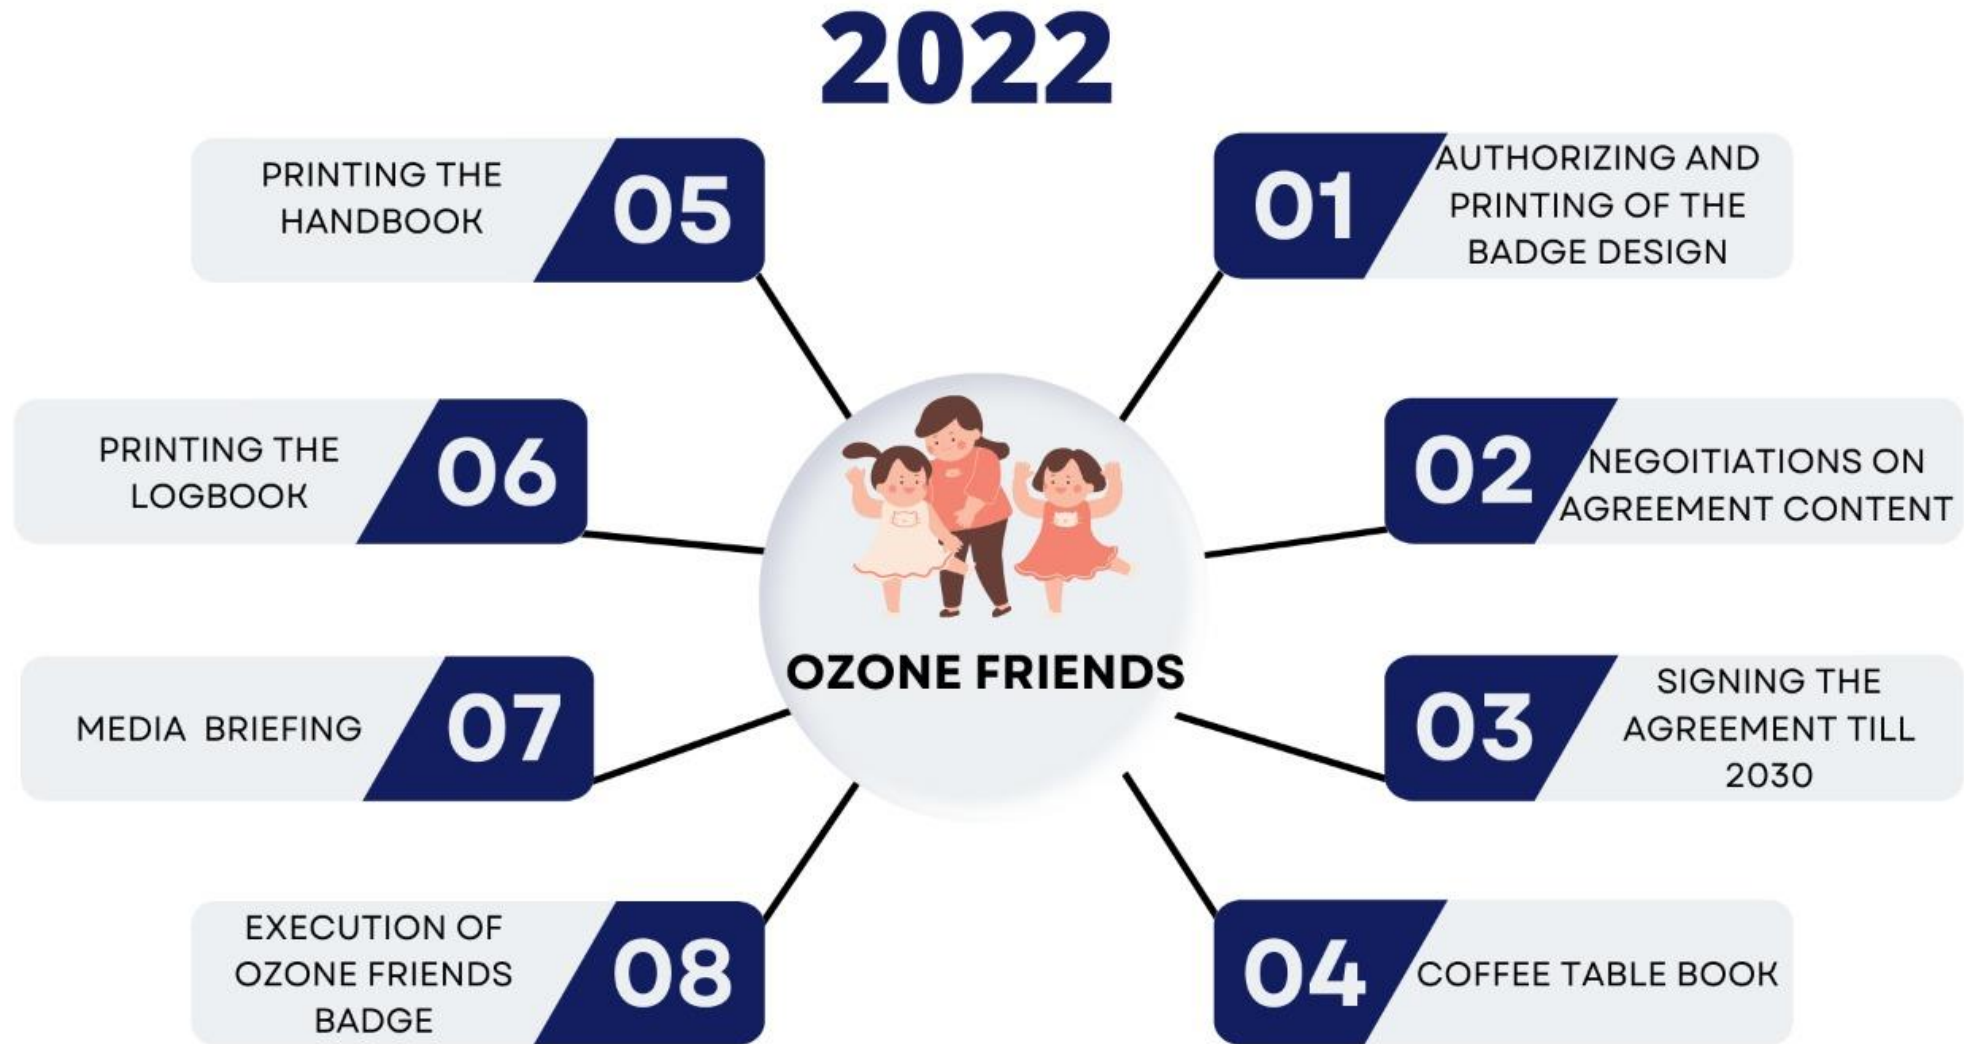 2022
01
AUTHORIZING AND
PRINTING OF THE
BADGE DESIGN
02
NEGOITIATIONS ON
AGREEMENT CONTENT
03
SIGNING THE
AGREEMENT TILL
2030
04
COFFEE TABLE BOOK
05
PRINTING THE
HANDBOOK
06
PRINTING THE
LOGBOOK
07
MEDIA BRIEFING
08
EXECUTION OF
OZONE FRIENDS
BADGE
OZONE FRIENDS